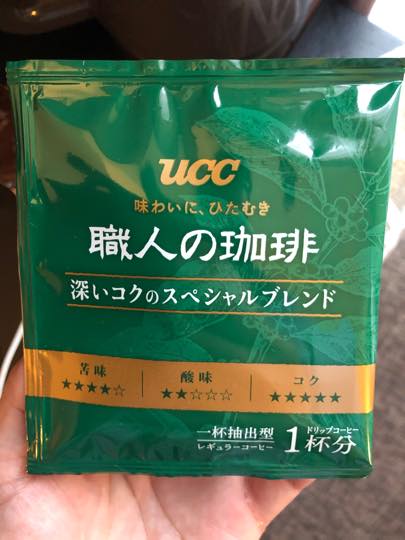 UCC
味わいに、ひたむき
職人の珈琲
深いコクのスペシャルブレンド
苦味 酸味 コク
★★★★☆ ★★☆☆☆ ★★★★★
一杯抽出型 ドリップコーヒー
レギュラーコーヒー 1杯分